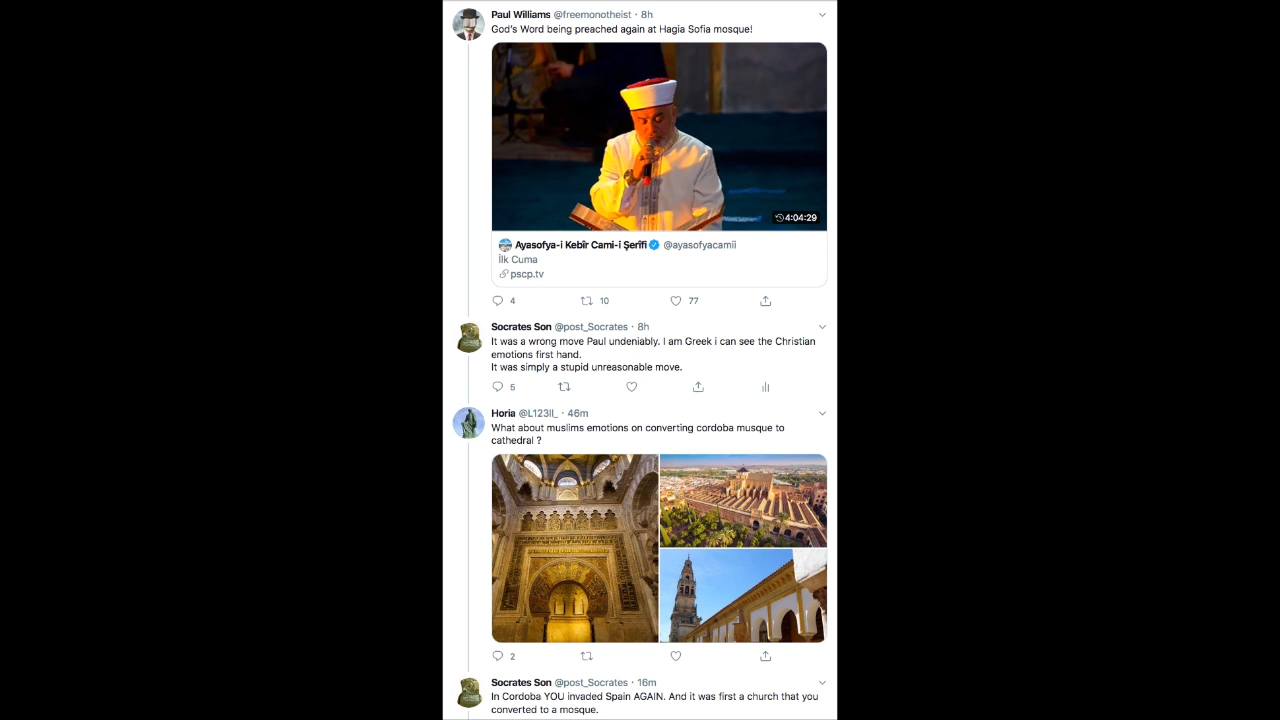 Paul Williams @freemonotheist · 8h
God's Word being preached again at Hagia Sofia mosque!
4:04:29
Ayasofya-i Kebîr Cami-i Şerîfi @ayasofyacamii
İlk Cuma
pscp.tv
4 10 77
Socrates Son @post_Socrates · 8h
It was a wrong move Paul undeniably. I am Greek i can see the Christian
emotions first hand.
It was simply a stupid unreasonable move.
5
Horia @L123ll_ · 46m
What about muslims emotions on converting cordoba musque to
cathedral ?
2
Socrates Son @post_Socrates · 16m
In Cordoba YOU invaded Spain AGAIN. And it was first a church that you
converted to a mosque.